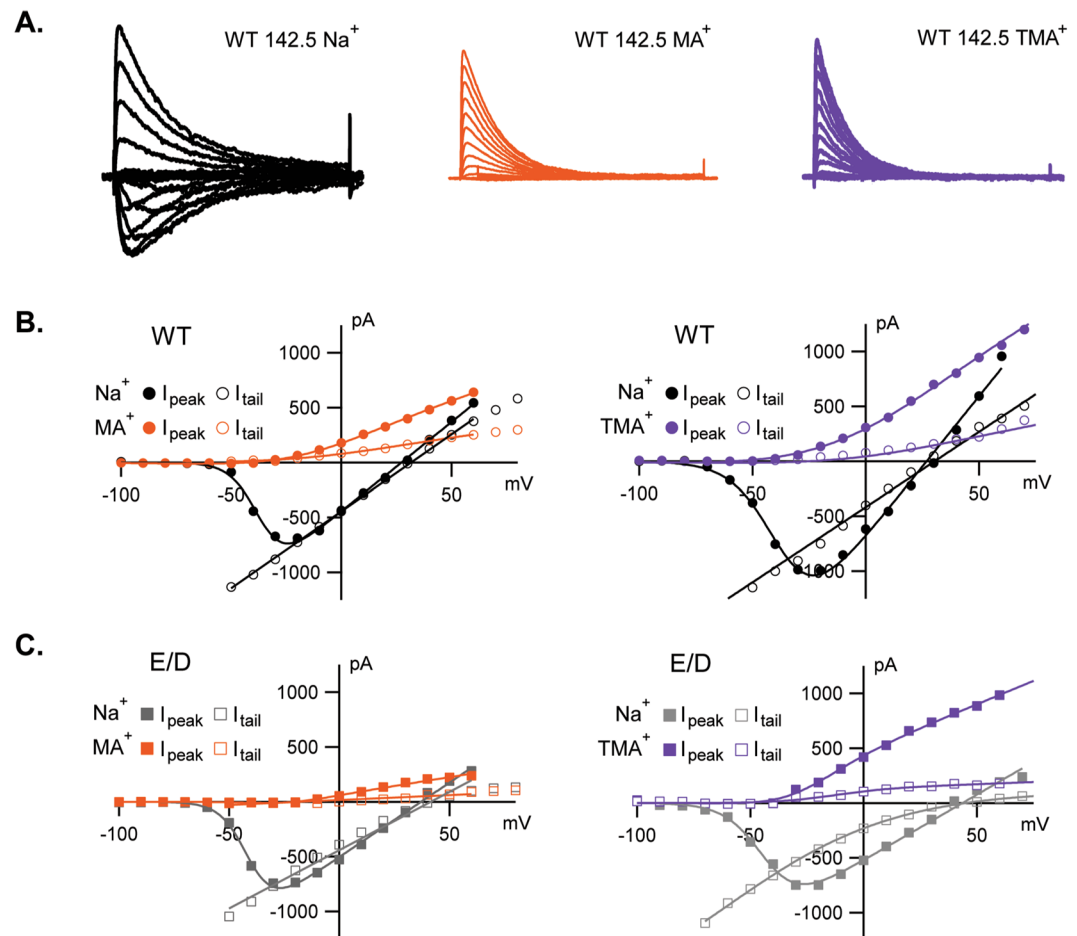 A.
WT 142.5 Na+
WT 142.5 MA+
WT 142.5 TMA+
B.
WT
pA
1000
500
-500
-1000
-100
-50
50
mV
Na+ Ipeak Itail
MA+ Ipeak Itail
WT
pA
1000
500
-500
-1000
-100
-50
50
mV
Na+ Ipeak Itail
TMA+ Ipeak Itail
C.
E/D
pA
1000
500
-500
-1000
-100
-50
50
mV
Na+ Ipeak Itail
MA+ Ipeak Itail
E/D
pA
1000
500
-500
-1000
-100
-50
50
mV
Na+ Ipeak Itail
TMA+ Ipeak Itail